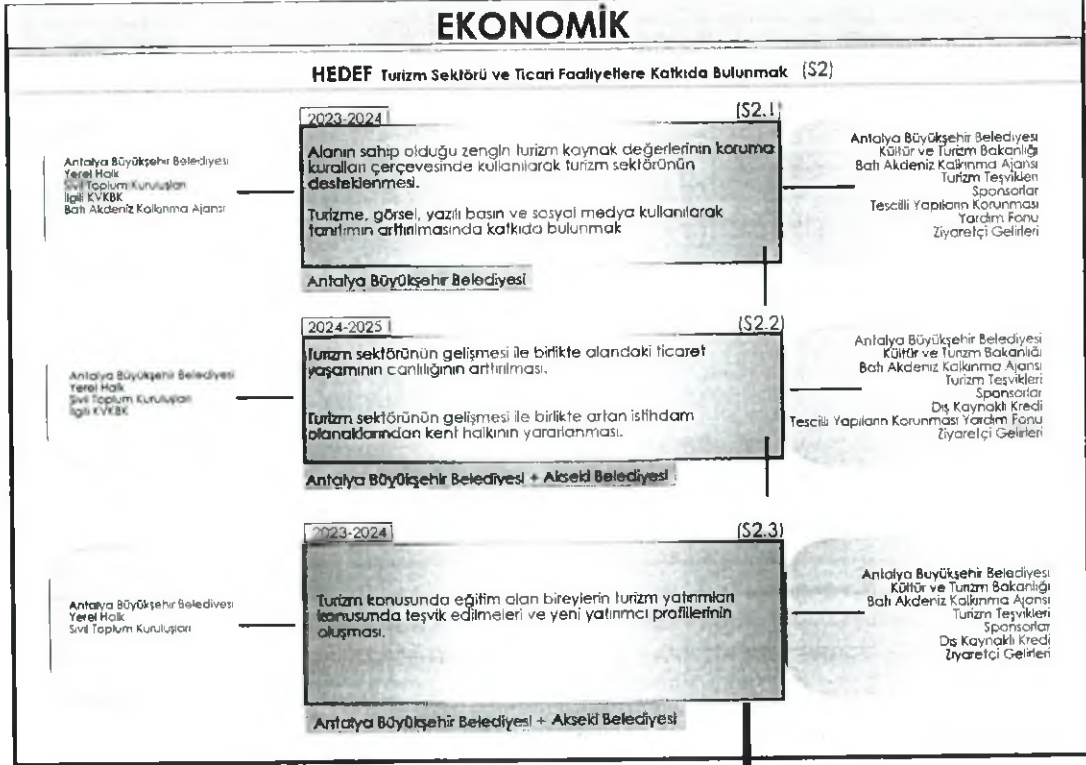 EKONOMİK
HEDEF Turizm Sektörü ve Ticari Faaliyetlere Katkıda Bulunmak (S2)
2023-2024
(S2.1)
Antalya Büyükşehir Belediyesi
Yerel Halk
Sivil Toplum Kuruluşları
İlgili KVKBK
Batı Akdeniz Kalkınma Ajansı
Alanın sahip olduğu zengin turizm kaynak değerlerinin koruma
kuralları çerçevesinde kullanılarak turizm sektörünün
desteklenmesi.
Turizme, görsel, yazılı basın ve sosyal medya kullanılarak
tanıtımın arttırılmasında katkıda bulunmak
Antalya Büyükşehir Belediyesi
Antalya Büyükşehir Belediyesi
Kültür ve Turizm Bakanlığı
Batı Akdeniz Kalkınma Ajansı
Turizm Teşvikleri
Sponsorlar
Tescilli Yapıların Korunması
Yardım Fonu
Ziyaretçi Gelirleri
2024-2025
(S2.2)
Antalya Büyükşehir Belediyesi
Yerel Halk
Sivil Toplum Kuruluşları
İlgili KVKBK
Turizm sektörünün gelişmesi ile birlikte alandaki ticaret
yaşamının canlılığının arttırılması.
Turizm sektörünün gelişmesi ile birlikte artan istihdam
olanaklarından kent halkının yararlanması.
Antalya Büyükşehir Belediyesi + Akseki Belediyesi
Antalya Büyükşehir Belediyesi
Kültür ve Turizm Bakanlığı
Batı Akdeniz Kalkınma Ajansı
Turizm Teşvikleri
Sponsorlar
Dış Kaynaklı Kredi
Tescilli Yapıların Korunması Yardım Fonu
Ziyaretçi Gelirleri
2023-2024
(S2.3)
Antalya Büyükşehir Belediyesi
Yerel Halk
Sivil Toplum Kuruluşları
Turizm konusunda eğitim alan bireylerin turizm yatırımları
konusunda teşvik edilmeleri ve yeni yatırımcı profillerinin
oluşması.
Antalya Büyükşehir Belediyesi + Akseki Belediyesi
Antalya Büyükşehir Belediyesi
Kültür ve Turizm Bakanlığı
Batı Akdeniz Kalkınma Ajansı
Turizm Teşvikleri
Sponsorlar
Dış Kaynaklı Kredi
Ziyaretçi Gelirleri